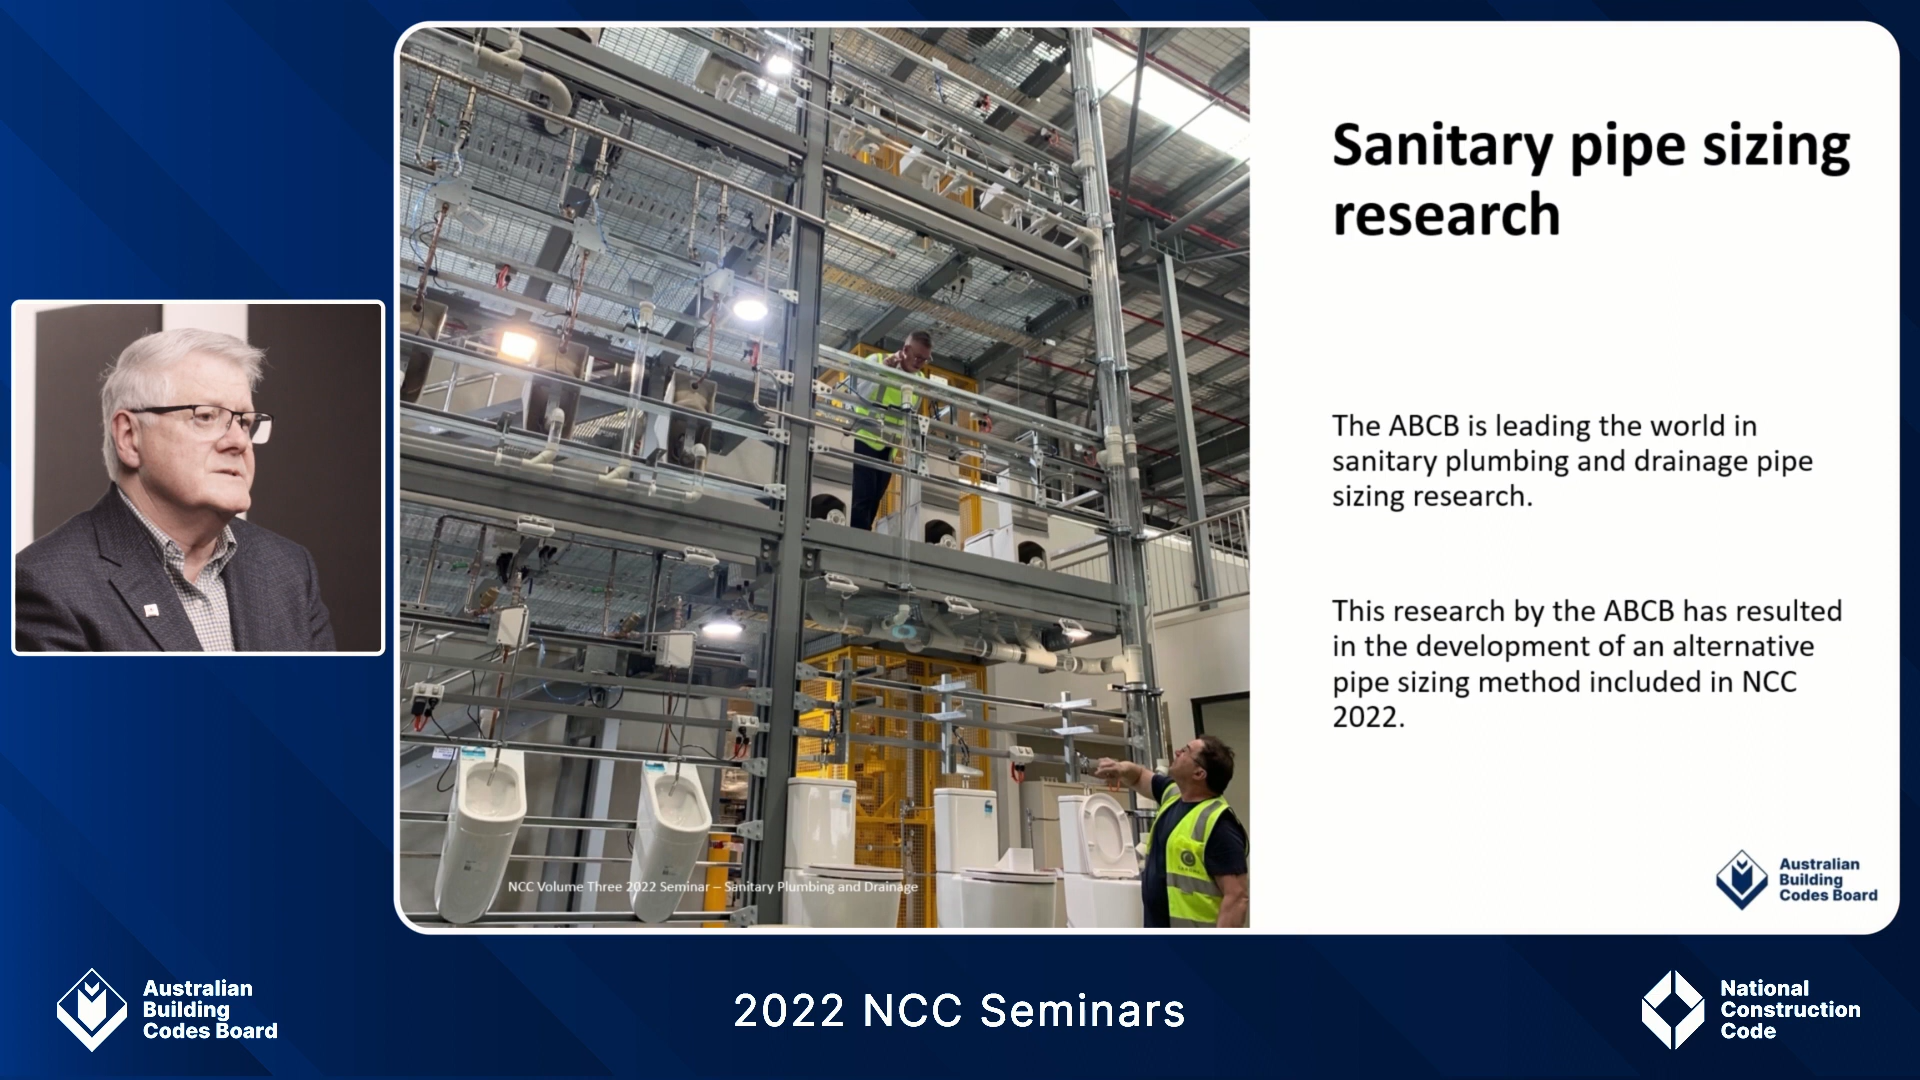 Sanitary pipe sizing
research
The ABCB is leading the world in
sanitary plumbing and drainage pipe
sizing research.
This research by the ABCB has resulted
in the development of an alternative
pipe sizing method included in NCC
2022.
NCC Volume Three 2022 Seminar – Sanitary Plumbing and Drainage
Australian
Building
Codes Board
Australian
Building
Codes Board
2022 NCC Seminars
National
Construction
Code